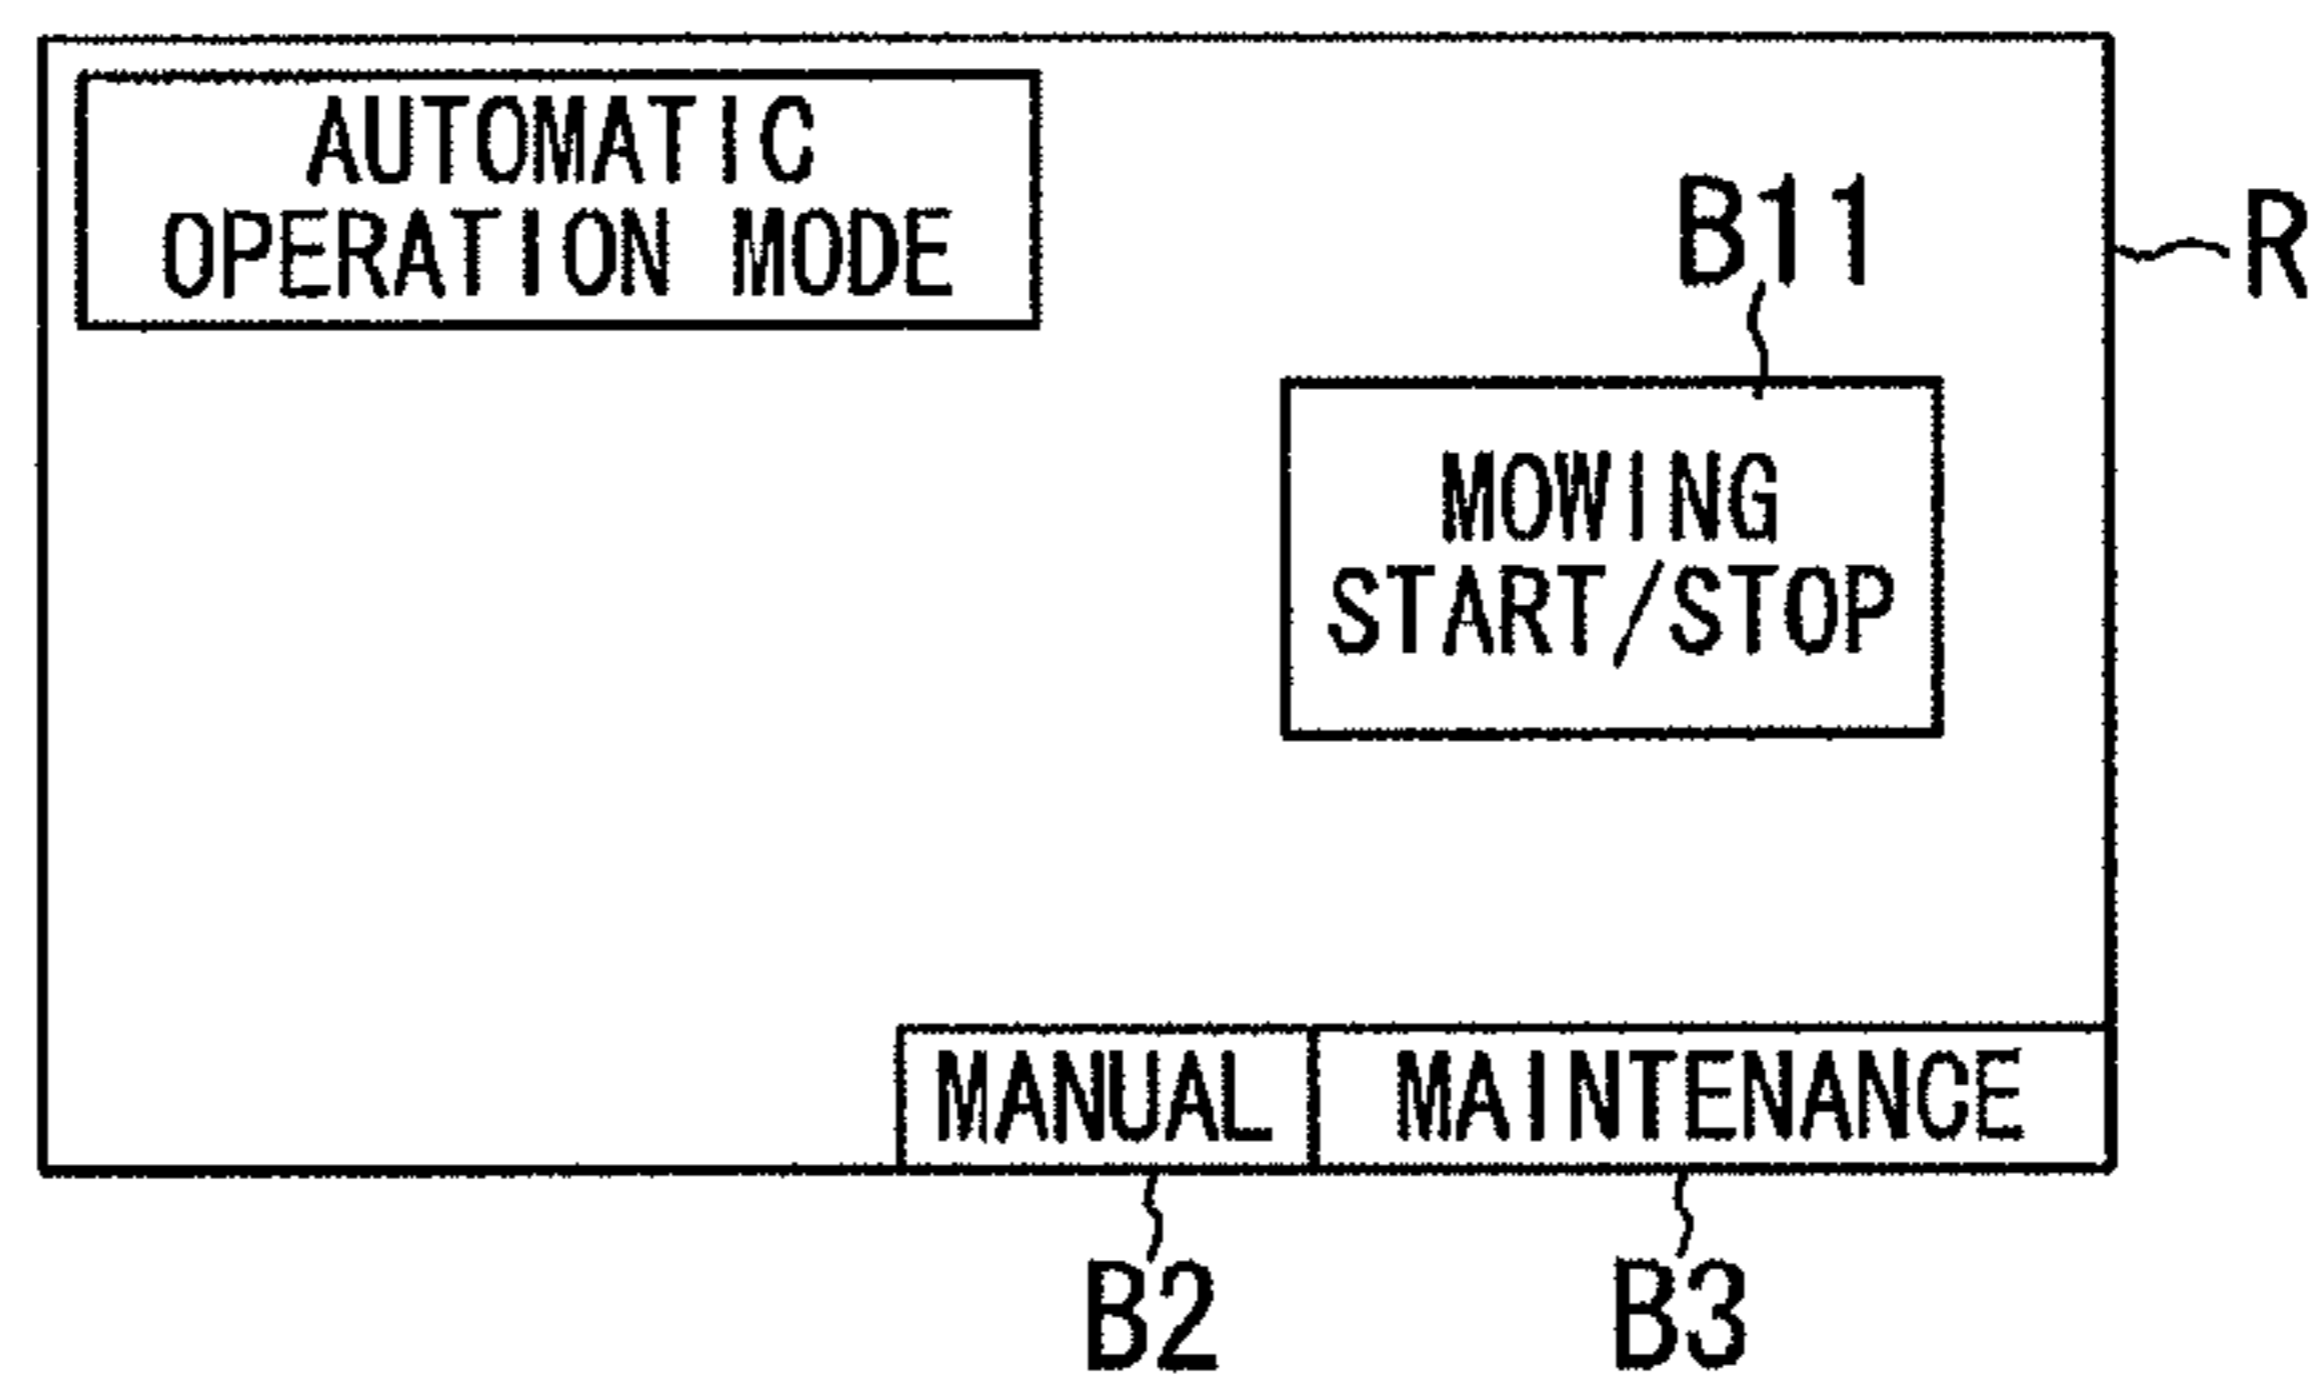 AUTOMATIC
OPERATION MODE
B11
R
MOWING
START/STOP
MANUAL
MAINTENANCE
B2
B3